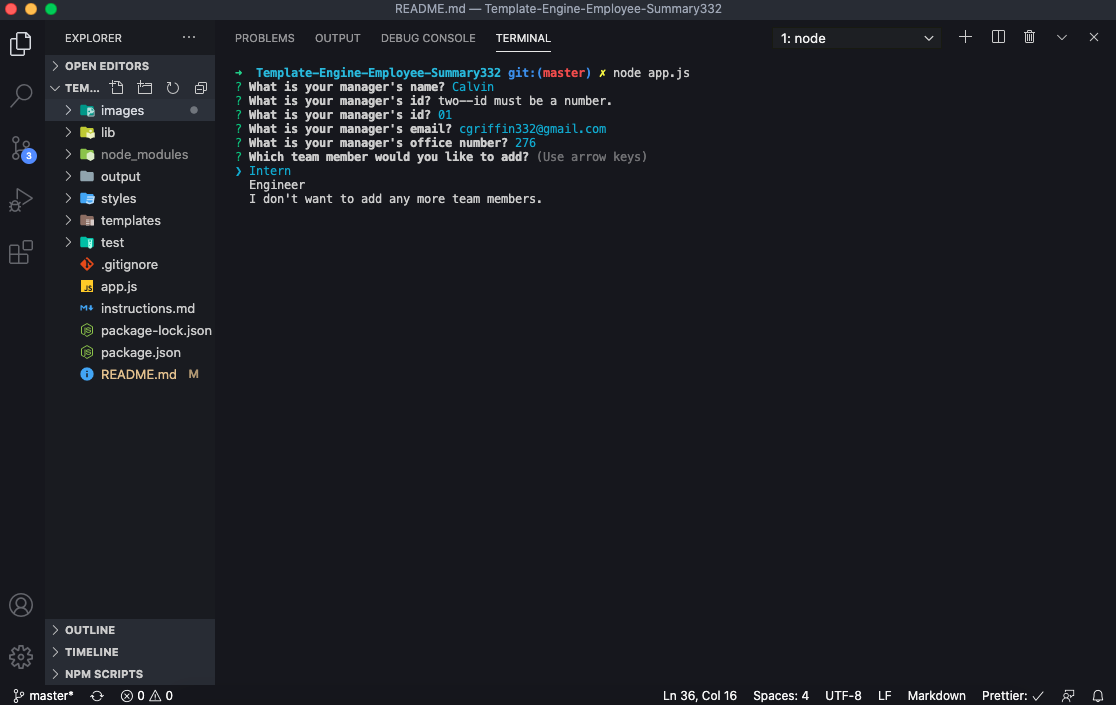 README.md — Template-Engine-Employee-Summary332
EXPLORER
···
PROBLEMS
OUTPUT
DEBUG CONSOLE
TERMINAL
1: node
OPEN EDITORS
TEM...
images
lib
node_modules
output
styles
templates
test
.gitignore
JS app.js
M↓ instructions.md
package-lock.json
package.json
i README.md M
3
➜ Template-Engine-Employee-Summary332 git:(master) ✗ node app.js
? What is your manager's name? Calvin
? What is your manager's id? two--id must be a number.
? What is your manager's id? 01
? What is your manager's email? cgriffin332@gmail.com
? What is your manager's office number? 276
? Which team member would you like to add? (Use arrow keys)
❯ Intern
Engineer
I don't want to add any more team members.
OUTLINE
TIMELINE
NPM SCRIPTS
master*
0
0
Ln 36, Col 16
Spaces: 4
UTF-8
LF
Markdown
Prettier: ✓